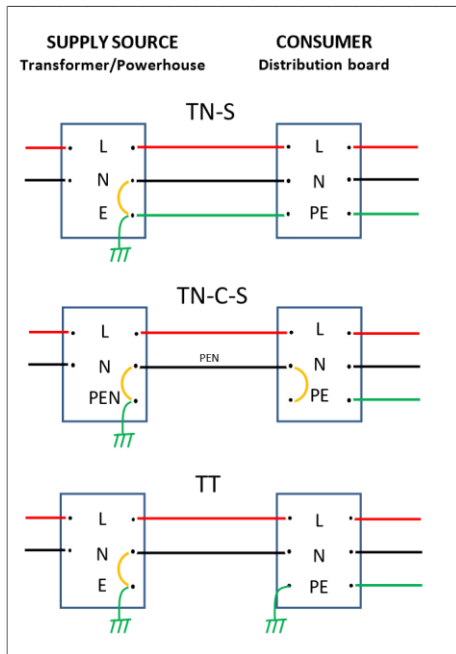 SUPPLY SOURCE
Transformer/Powerhouse
CONSUMER
Distribution board
TN-S
L
N
E
L
N
PE
TN-C-S
L
N
PEN
PEN
L
N
PE
TT
L
N
E
L
N
PE